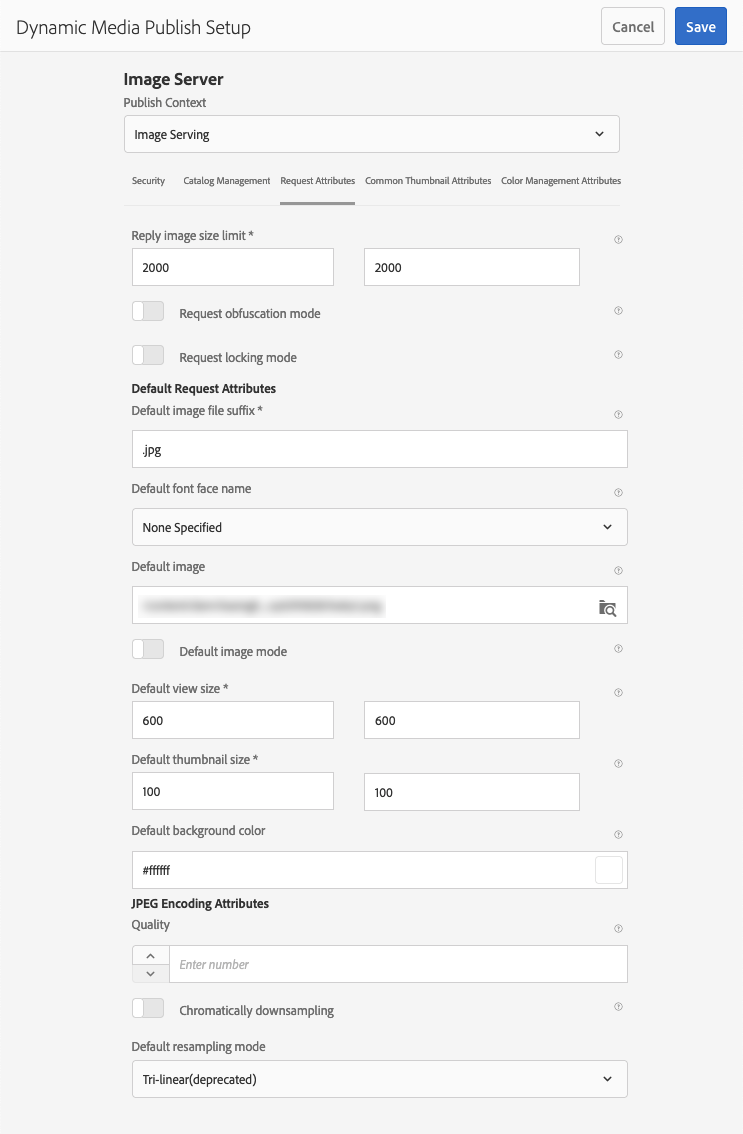 Dynamic Media Publish Setup
Cancel
Save
Image Server
Publish Context
Image Serving
Security Catalog Management Request Attributes Common Thumbnail Attributes Color Management Attributes
Reply image size limit *
2000 2000
Request obfuscation mode
Request locking mode
Default Request Attributes
Default image file suffix *
.jpg
Default font face name
None Specified
Default image
Default image mode
Default view size *
600 600
Default thumbnail size *
100 100
Default background color
#ffffff
JPEG Encoding Attributes
Quality
Enter number
Chromatically downsampling
Default resampling mode
Tri-linear(deprecated)